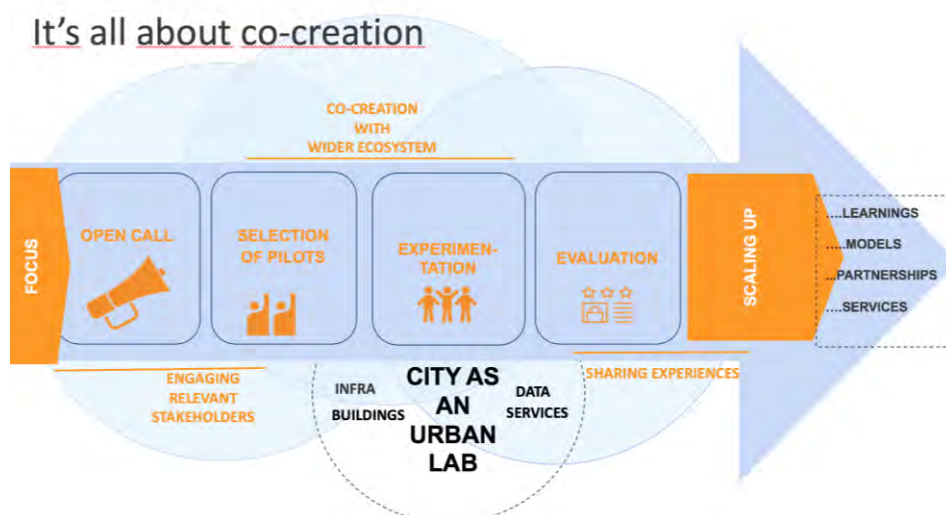 It's all about co-creation
CO-CREATION
WITH
WIDER ECOSYSTEM
FOCUS
OPEN CALL
SELECTION
OF PILOTS
EXPERIMEN-
TATION
EVALUATION
SCALING UP
....LEARNINGS
....MODELS
...PARTNERSHIPS
....SERVICES
ENGAGING
RELEVANT
STAKEHOLDERS
INFRA
BUILDINGS
CITY AS
AN
URBAN
LAB
DATA
SERVICES
SHARING EXPERIENCES